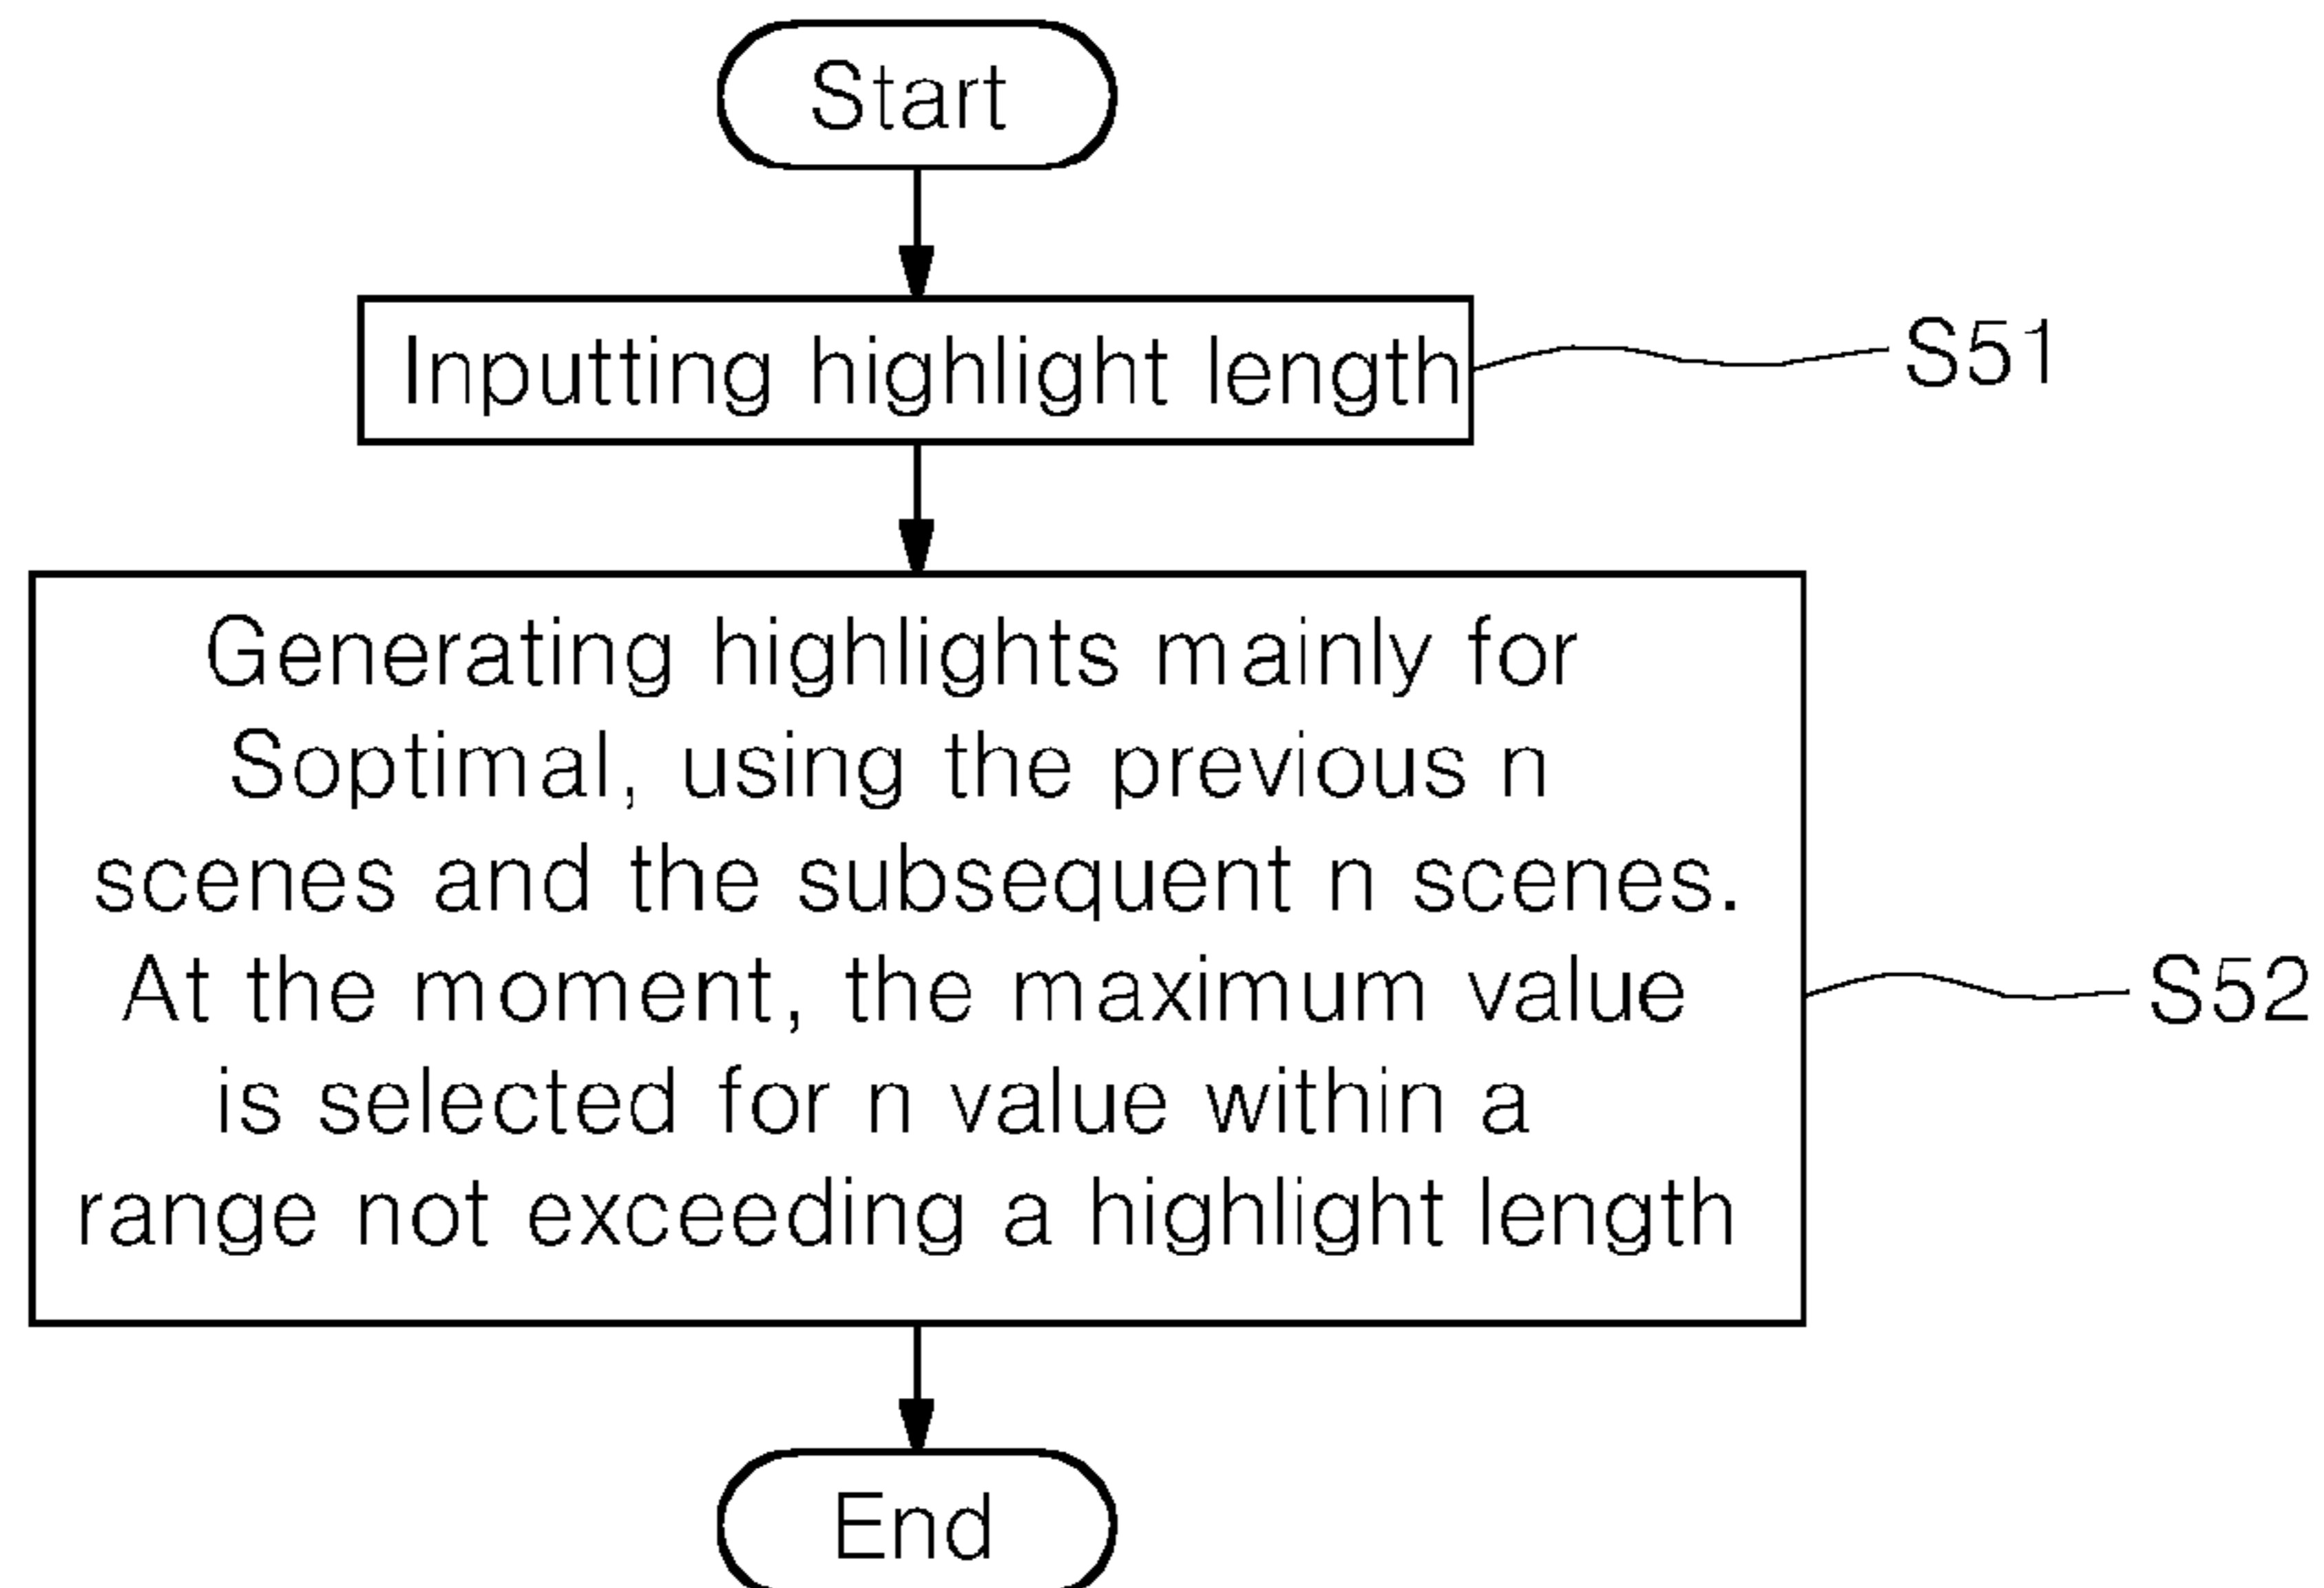 Start
Inputting highlight length
S51
Generating highlights mainly for
Soptimal, using the previous n
scenes and the subsequent n scenes.
At the moment, the maximum value
is selected for n value within a
range not exceeding a highlight length
S52
End